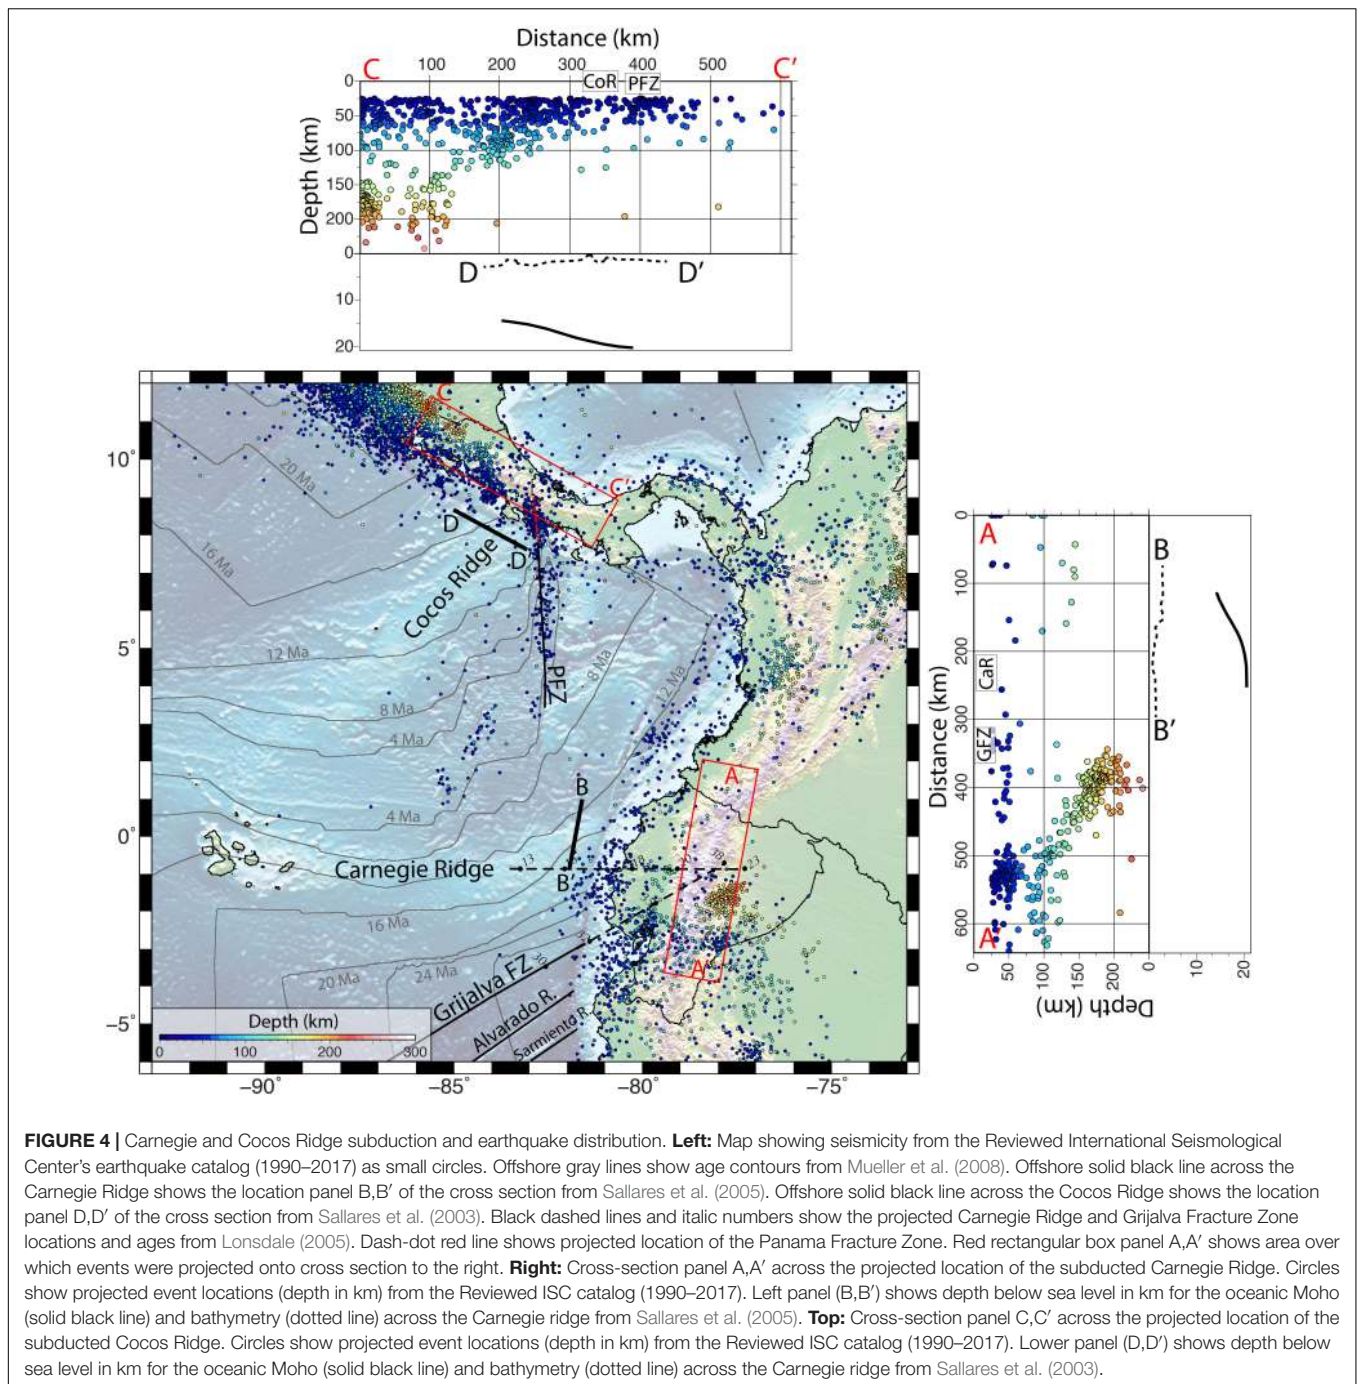 Distance (km)
C 100 200 300 400 500 C′
CoR PFZ
0
50
100
150
200
Depth (km)
0
10
20
D D′
C
C′
10°
5°
0°
−5°
−90° −85° −80° −75°
20 Ma
16 Ma
D
D
Cocos Ridge
12 Ma
8 Ma
4 Ma
PFZ
8 Ma
12 Ma
4 Ma
B
B
A
A′
Carnegie Ridge
13
18
23
16 Ma
20 Ma
24 Ma
30
Grijalva FZ
Alvarado R.
Sarmiento R.
Depth (km)
0 100 200 300
A
A
0
100
200
300
400
500
600
Distance (km)
CaR
GFZ
0 50 100 150 200
Depth (km)
B
B′
0 10 20
FIGURE 4 | Carnegie and Cocos Ridge subduction and earthquake distribution. Left: Map showing seismicity from the Reviewed International Seismological
Center's earthquake catalog (1990–2017) as small circles. Offshore gray lines show age contours from Mueller et al. (2008). Offshore solid black line across the
Carnegie Ridge shows the location panel B,B′ of the cross section from Sallares et al. (2005). Offshore solid black line across the Cocos Ridge shows the location
panel D,D′ of the cross section from Sallares et al. (2003). Black dashed lines and italic numbers show the projected Carnegie Ridge and Grijalva Fracture Zone
locations and ages from Lonsdale (2005). Dash-dot red line shows projected location of the Panama Fracture Zone. Red rectangular box panel A,A′ shows area over
which events were projected onto cross section to the right. Right: Cross-section panel A,A′ across the projected location of the subducted Carnegie Ridge. Circles
show projected event locations (depth in km) from the Reviewed ISC catalog (1990–2017). Left panel (B,B′) shows depth below sea level in km for the oceanic Moho
(solid black line) and bathymetry (dotted line) across the Carnegie ridge from Sallares et al. (2005). Top: Cross-section panel C,C′ across the projected location of the
subducted Cocos Ridge. Circles show projected event locations (depth in km) from the Reviewed ISC catalog (1990–2017). Lower panel (D,D′) shows depth below
sea level in km for the oceanic Moho (solid black line) and bathymetry (dotted line) across the Carnegie ridge from Sallares et al. (2003).